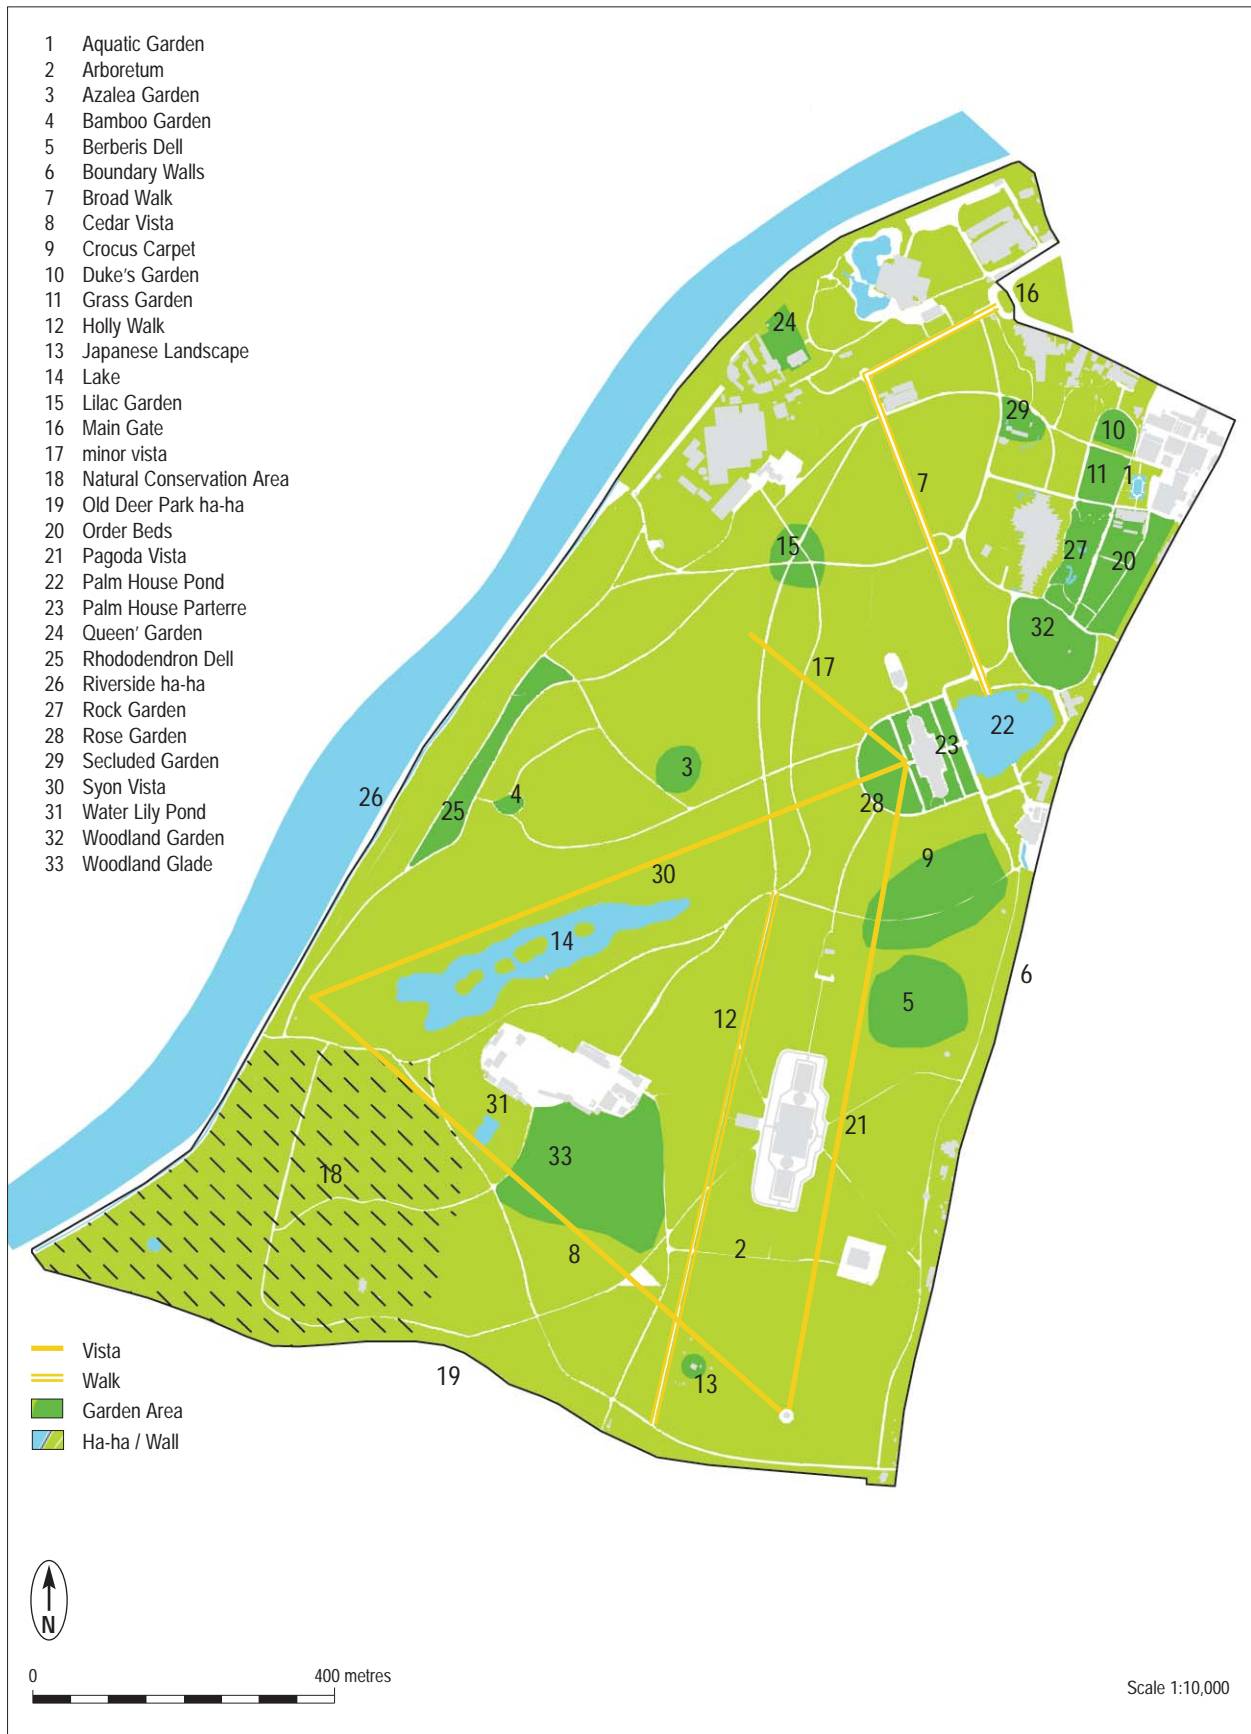 1 Aquatic Garden
2 Arboretum
3 Azalea Garden
4 Bamboo Garden
5 Berberis Dell
6 Boundary Walls
7 Broad Walk
8 Cedar Vista
9 Crocus Carpet
10 Duke's Garden
11 Grass Garden
12 Holly Walk
13 Japanese Landscape
14 Lake
15 Lilac Garden
16 Main Gate
17 minor vista
18 Natural Conservation Area
19 Old Deer Park ha-ha
20 Order Beds
21 Pagoda Vista
22 Palm House Pond
23 Palm House Parterre
24 Queen' Garden
25 Rhododendron Dell
26 Riverside ha-ha
27 Rock Garden
28 Rose Garden
29 Secluded Garden
30 Syon Vista
31 Water Lily Pond
32 Woodland Garden
33 Woodland Glade
16
24
29
10
7
11
1
15
27
20
32
17
22
23
3
26
4
25
28
9
30
14
6
5
12
31
21
33
18
8
2
19
13
Vista
Walk
Garden Area
Ha-ha / Wall
N
0 400 metres
Scale 1:10,000